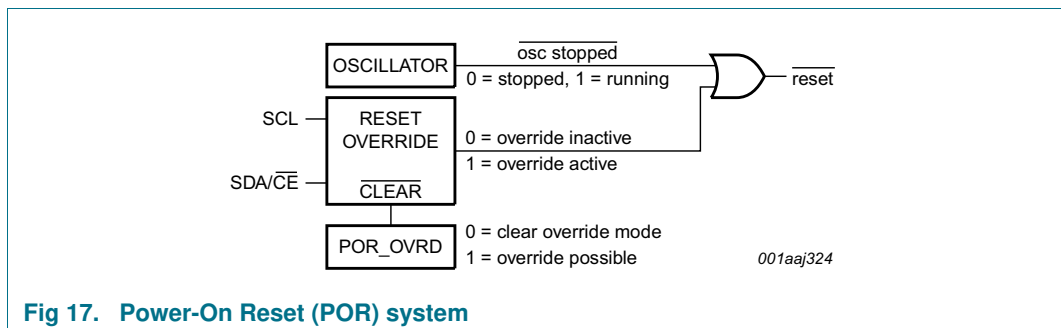 OSCILLATOR
osc stopped
0 = stopped, 1 = running
reset
SCL
RESET
OVERRIDE
0 = override inactive
1 = override active
SDA/CE
CLEAR
POR_OVRD
0 = clear override mode
1 = override possible
001aaj324
Fig 17. Power-On Reset (POR) system